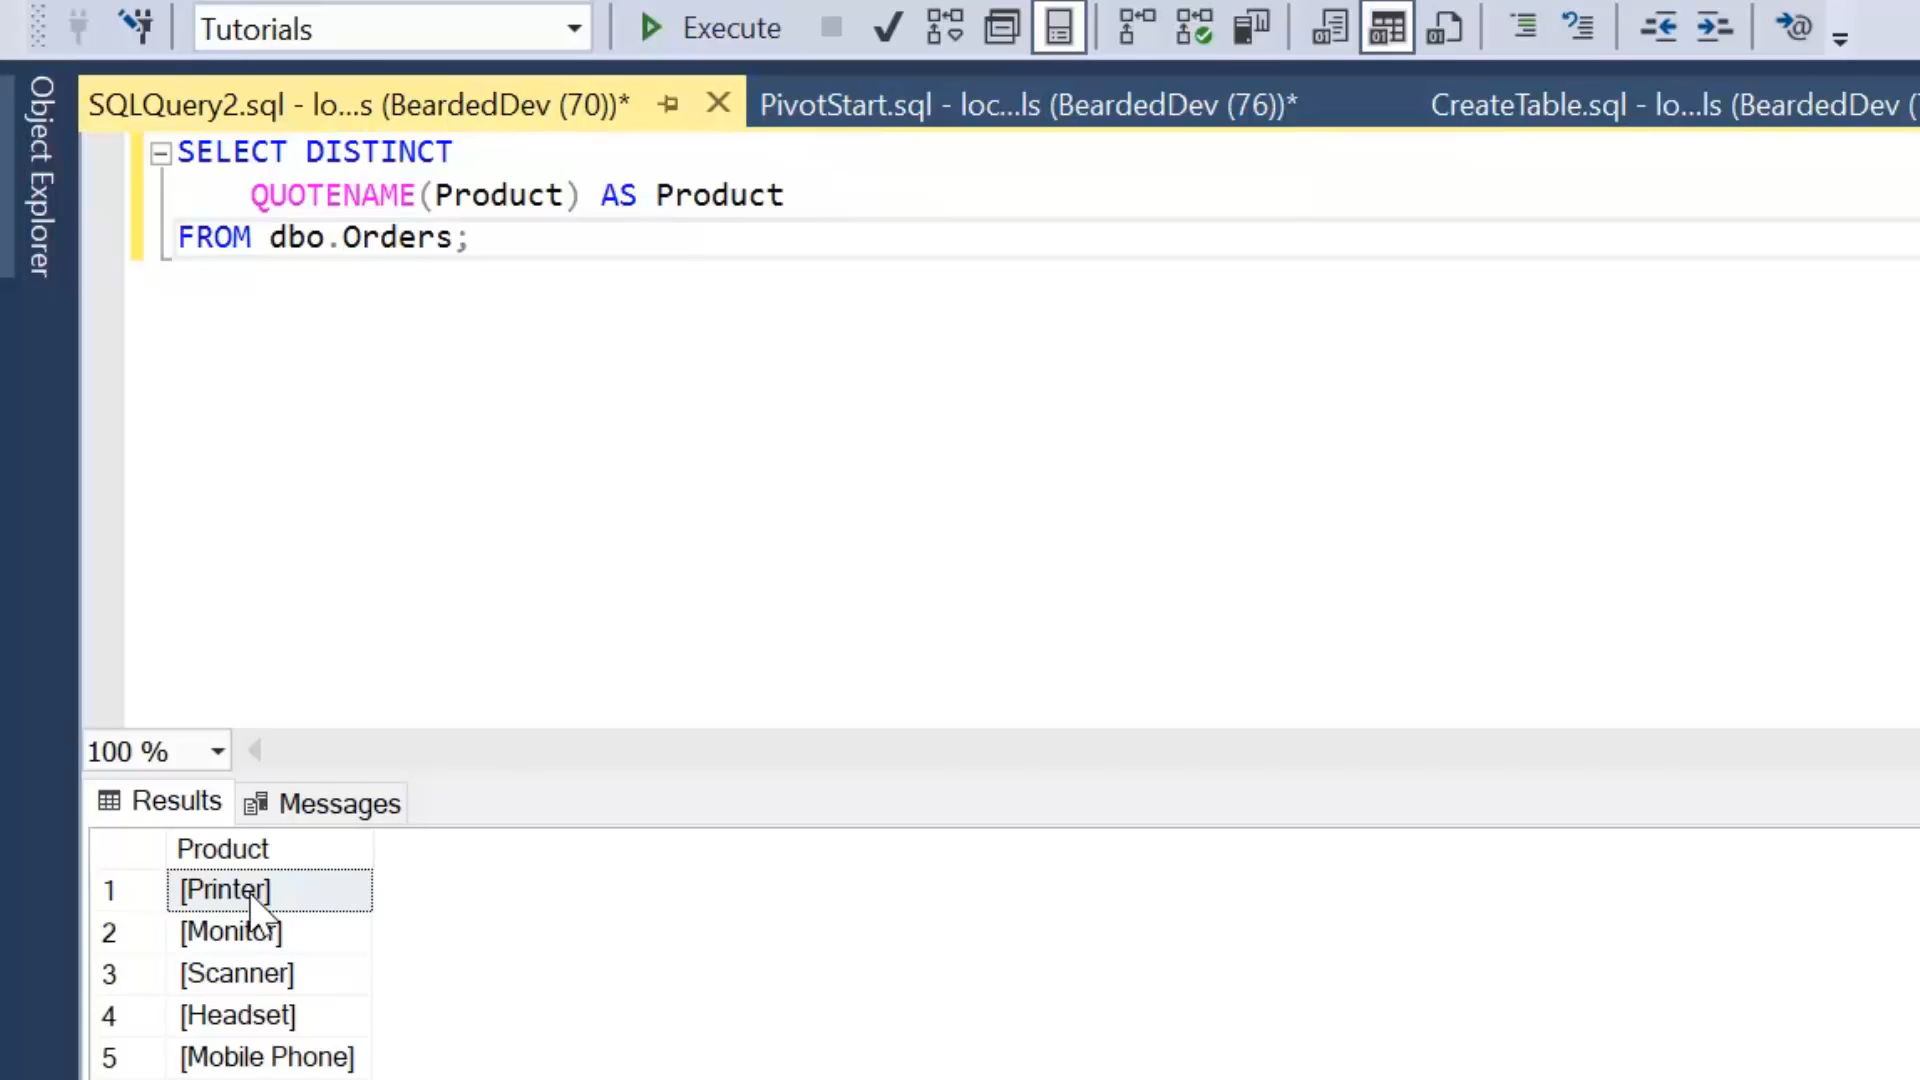 Tutorials
Execute
Object Explorer
SQLQuery2.sql - lo...s (BeardedDev (70))*
PivotStart.sql - loc...ls (BeardedDev (76))*
CreateTable.sql - lo...ls (BeardedDev (
SELECT DISTINCT
QUOTENAME(Product) AS Product
FROM dbo.Orders;
100 %
Results
Messages
Product
1 [Printer]
2 [Monitor]
3 [Scanner]
4 [Headset]
5 [Mobile Phone]